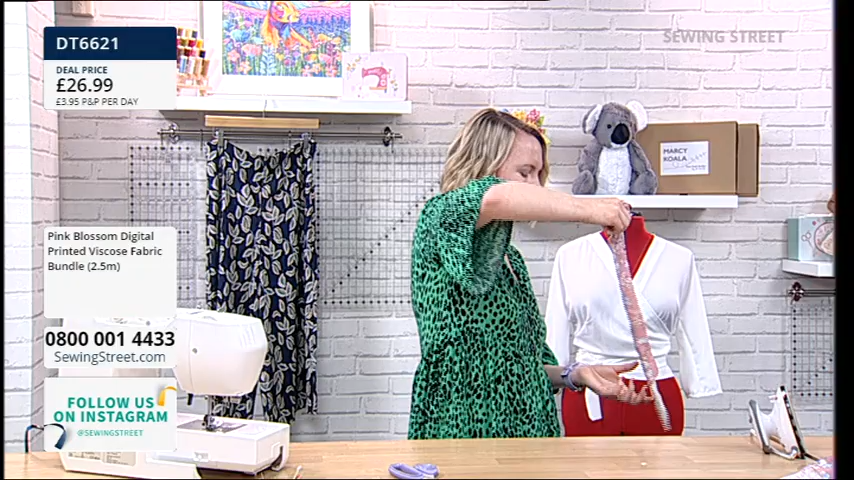 DT6621
DEAL PRICE
£26.99
£3.95 P&P PER DAY
SEWING STREET
MARCY
KOALA
Pink Blossom Digital
Printed Viscose Fabric
Bundle (2.5m)
0800 001 4433
SewingStreet.com
FOLLOW US
ON INSTAGRAM
@SEWINGSTREET